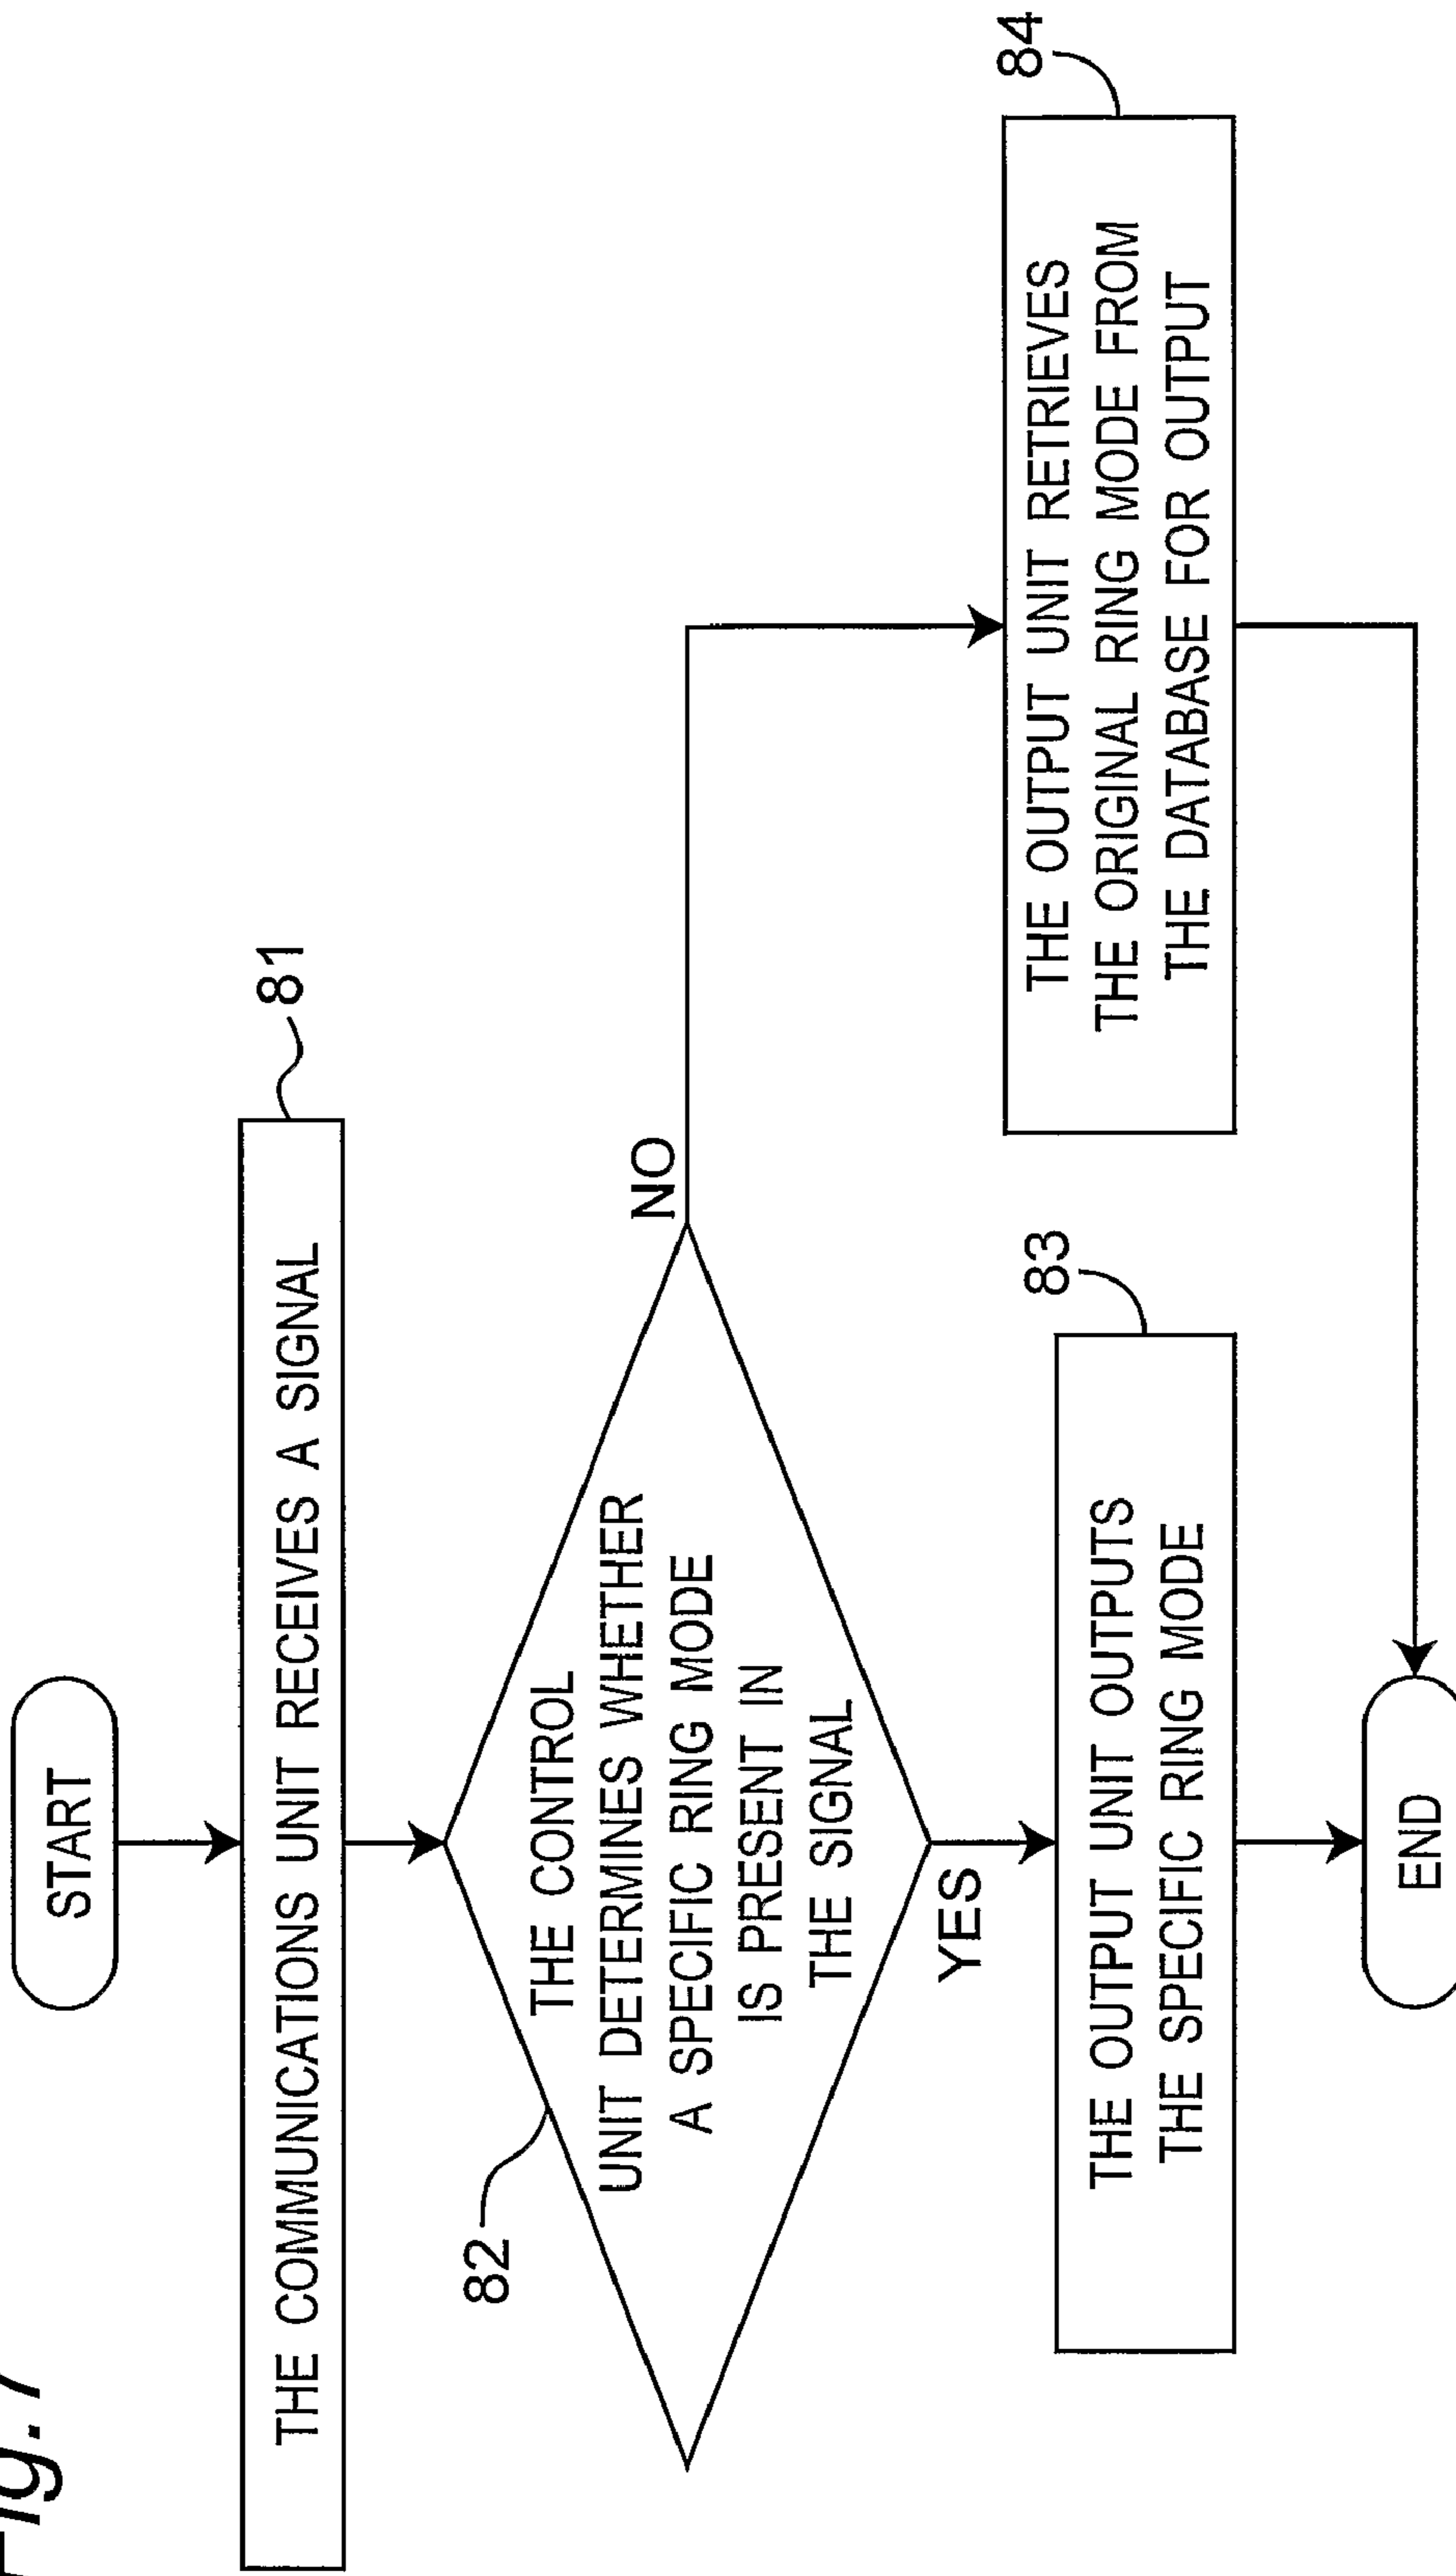 Fig.7
START
THE COMMUNICATIONS UNIT RECEIVES A SIGNAL
81
82
THE CONTROL
UNIT DETERMINES WHETHER
A SPECIFIC RING MODE
IS PRESENT IN
THE SIGNAL
NO
YES
THE OUTPUT UNIT OUTPUTS
THE SPECIFIC RING MODE
83
THE OUTPUT UNIT RETRIEVES
THE ORIGINAL RING MODE FROM
THE DATABASE FOR OUTPUT
84
END